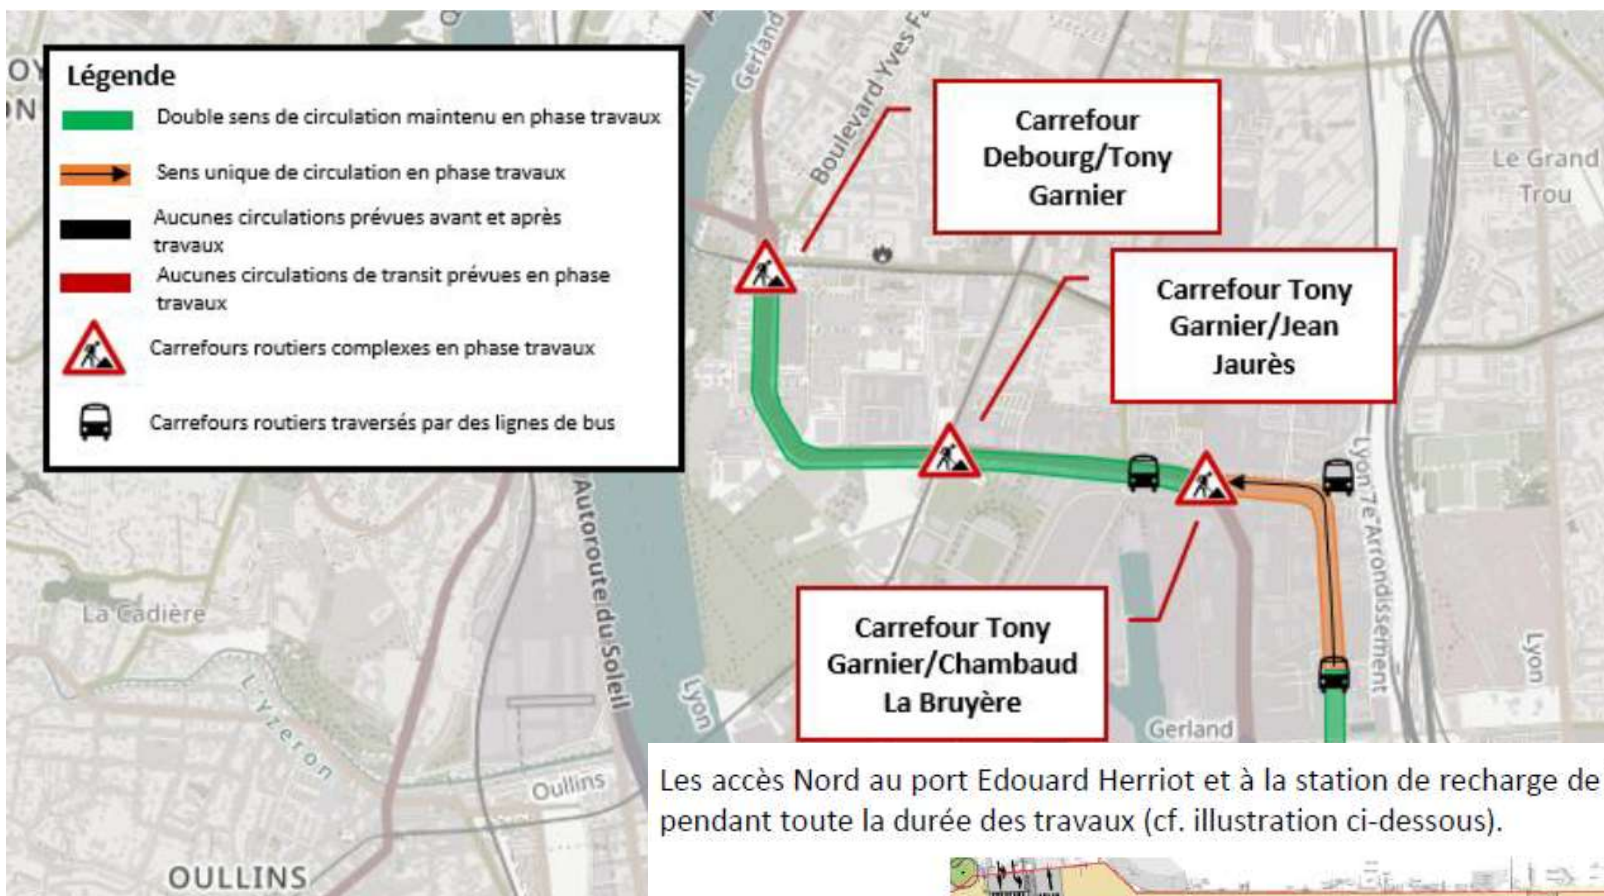 Légende
Double sens de circulation maintenu en phase travaux
Sens unique de circulation en phase travaux
Aucunes circulations prévues avant et après
travaux
Aucunes circulations de transit prévues en phase
travaux
Carrefours routiers complexes en phase travaux
Carrefours routiers traversés par des lignes de bus
Gerland
Boulevard Yves
Carrefour
Debourg/Tony
Garnier
Le Grand
Trou
Carrefour Tony
Garnier/Jean
Jaurès
Lyon 7e Arrondissement
Autoroute du Soleil
La Cadière
L'Yzeron
Lyon
Lyon
Carrefour Tony
Garnier/Chambaud
La Bruyère
Gerland
Oullins
OULLINS
Les accès Nord au port Edouard Herriot et à la station de recharge de
pendant toute la durée des travaux (cf. illustration ci-dessous).